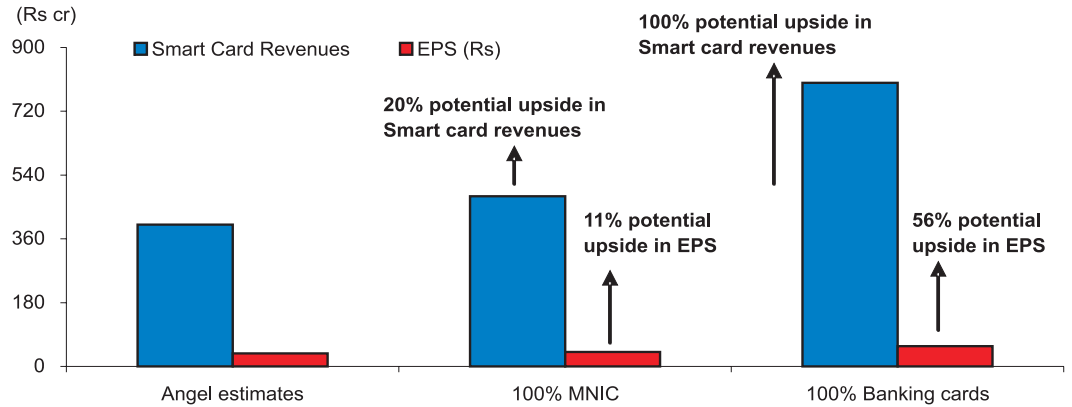 (Rs cr)
900
720
540
360
180
0
Smart Card Revenues
EPS (Rs)
20% potential upside in
Smart card revenues
11% potential
upside in EPS
100% potential upside in
Smart card revenues
56% potential
upside in EPS
Angel estimates
100% MNIC
100% Banking cards